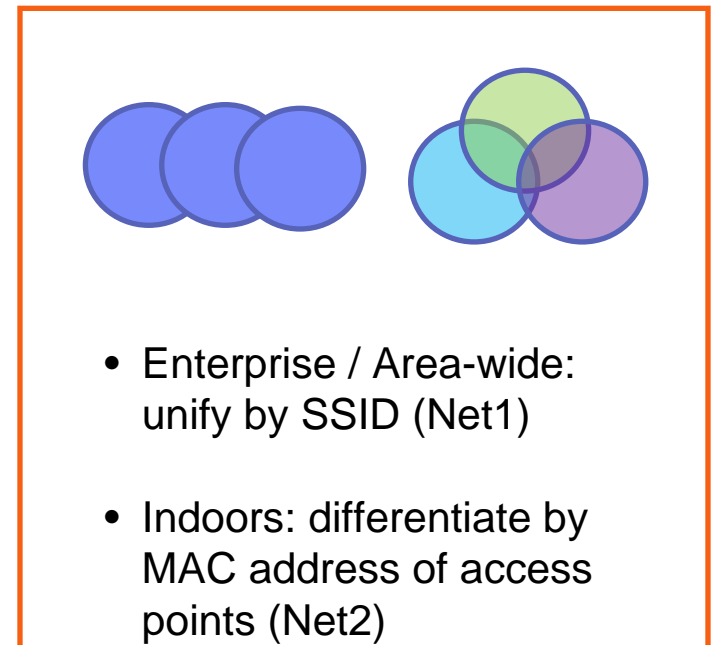 • Enterprise / Area-wide:
unify by SSID (Net1)
• Indoors: differentiate by
MAC address of access
points (Net2)